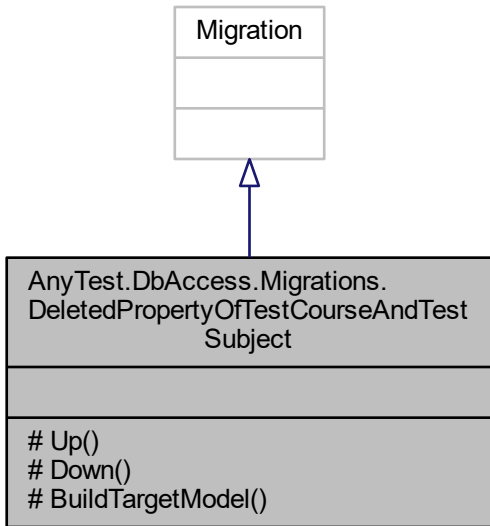 Migration
AnyTest.DbAccess.Migrations.
DeletedPropertyOfTestCourseAndTest
Subject
# Up()
# Down()
# BuildTargetModel()